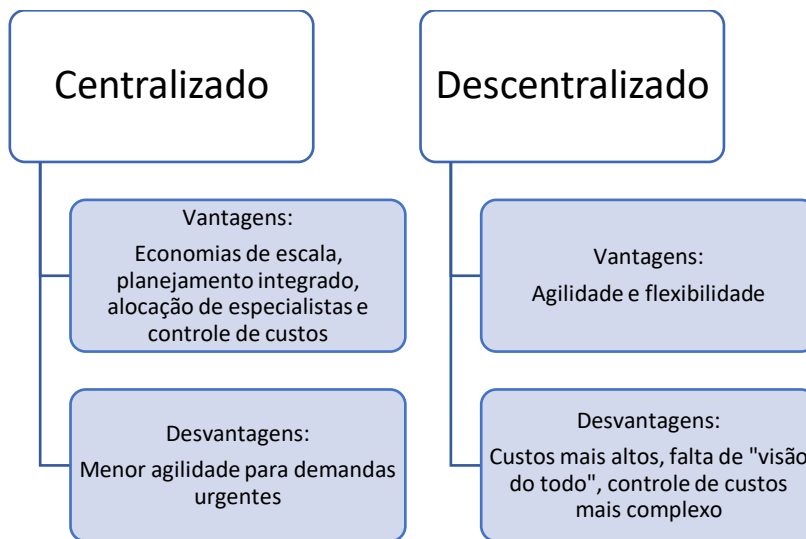 Centralizado
Vantagens:
Economias de escala,
planejamento integrado,
alocação de especialistas e
controle de custos
Desvantagens:
Menor agilidade para demandas
urgentes
Descentralizado
Vantagens:
Agilidade e flexibilidade
Desvantagens:
Custos mais altos, falta de "visão
do todo", controle de custos
mais complexo